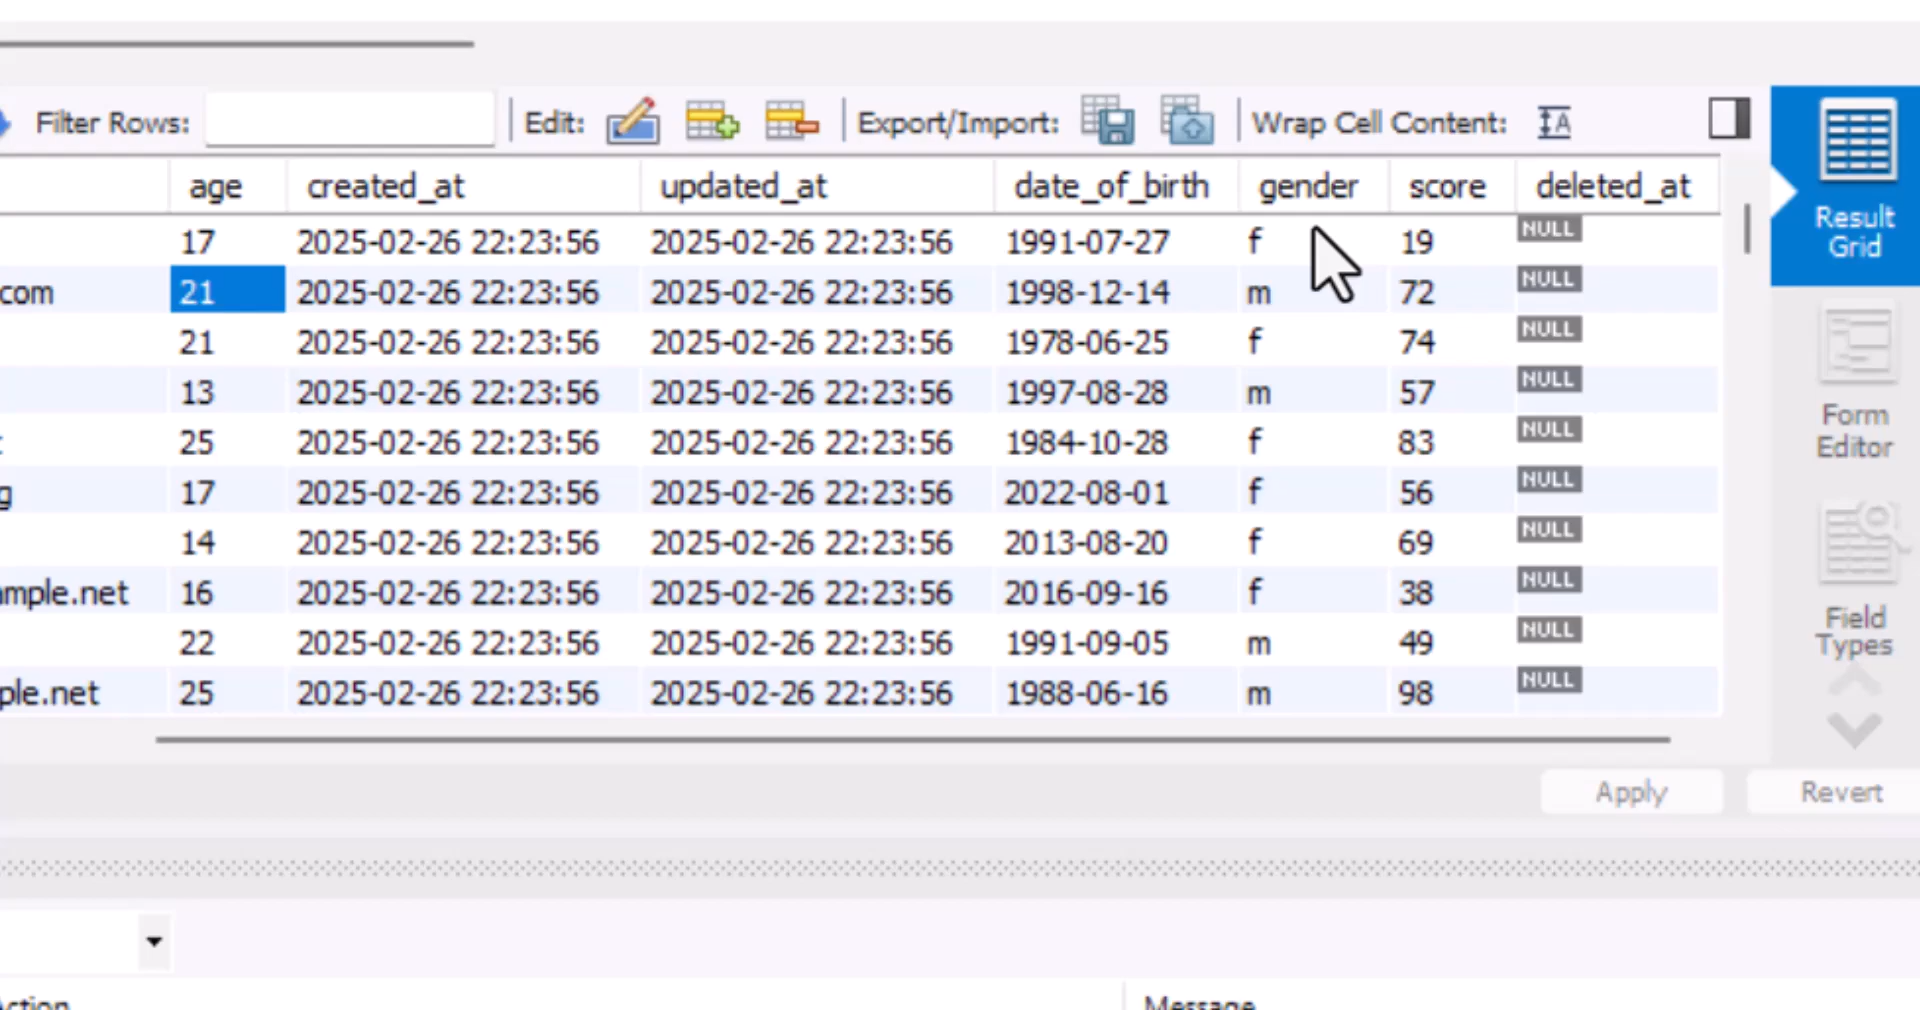 Filter Rows: Edit: Export/Import: Wrap Cell Content:
age created_at updated_at date_of_birth gender score deleted_at
17 2025-02-26 22:23:56 2025-02-26 22:23:56 1991-07-27 f 19 NULL
com 21 2025-02-26 22:23:56 2025-02-26 22:23:56 1998-12-14 m 72 NULL
21 2025-02-26 22:23:56 2025-02-26 22:23:56 1978-06-25 f 74 NULL
13 2025-02-26 22:23:56 2025-02-26 22:23:56 1997-08-28 m 57 NULL
25 2025-02-26 22:23:56 2025-02-26 22:23:56 1984-10-28 f 83 NULL
g 17 2025-02-26 22:23:56 2025-02-26 22:23:56 2022-08-01 f 56 NULL
14 2025-02-26 22:23:56 2025-02-26 22:23:56 2013-08-20 f 69 NULL
mple.net 16 2025-02-26 22:23:56 2025-02-26 22:23:56 2016-09-16 f 38 NULL
22 2025-02-26 22:23:56 2025-02-26 22:23:56 1991-09-05 m 49 NULL
ple.net 25 2025-02-26 22:23:56 2025-02-26 22:23:56 1988-06-16 m 98 NULL
Result
Grid
Form
Editor
Field
Types
Apply Revert
Action Message